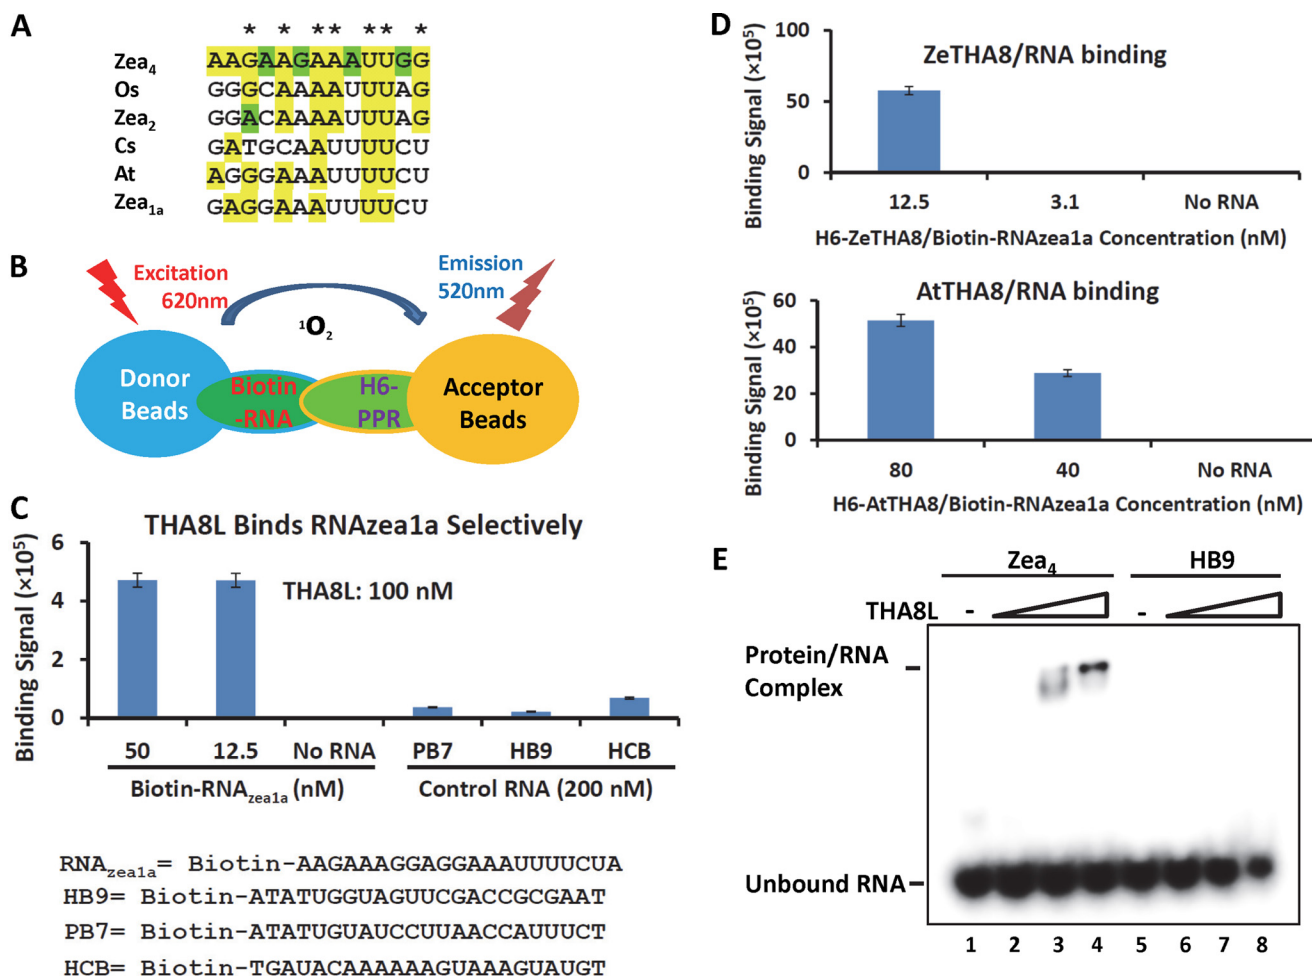 A
* * ** ** *
Zea4 AAGAAGAAAUUGG
Os GGGCAAAAUUUAG
Zea2 GGACAAAAUUUAG
Cs GATGCAAUUUUCU
At AGGGAAAUUUUCU
Zea1a GAGGAAAUUUUCU
B
Excitation
620nm
Emission
520nm
¹O₂
Donor
Beads
Biotin
-RNA
H6-
PPR
Acceptor
Beads
C
THA8L Binds RNAzea1a Selectively
THA8L: 100 nM
Binding Signal (×10⁵)
6
4
2
0
50 12.5 No RNA PB7 HB9 HCB
Biotin-RNAzea1a (nM) Control RNA (200 nM)
RNAzea1a= Biotin-AAGAAAGGAGGAAAUUUUCUA
HB9= Biotin-ATATUGGUAGUUCGACCGCGAAT
PB7= Biotin-ATATUGUAUCCUUAACCAUUUCT
HCB= Biotin-TGAUACAAAAAAGUAAAGUAUGT
D
ZeTHA8/RNA binding
Binding Signal (×10⁵)
100
50
0
12.5 3.1 No RNA
H6-ZeTHA8/Biotin-RNAzea1a Concentration (nM)
AtTHA8/RNA binding
Binding Signal (×10⁵)
60
40
20
0
80 40 No RNA
H6-AtTHA8/Biotin-RNAzea1a Concentration (nM)
E
Zea4 HB9
THA8L - -
Protein/RNA
Complex
Unbound RNA
1 2 3 4 5 6 7 8